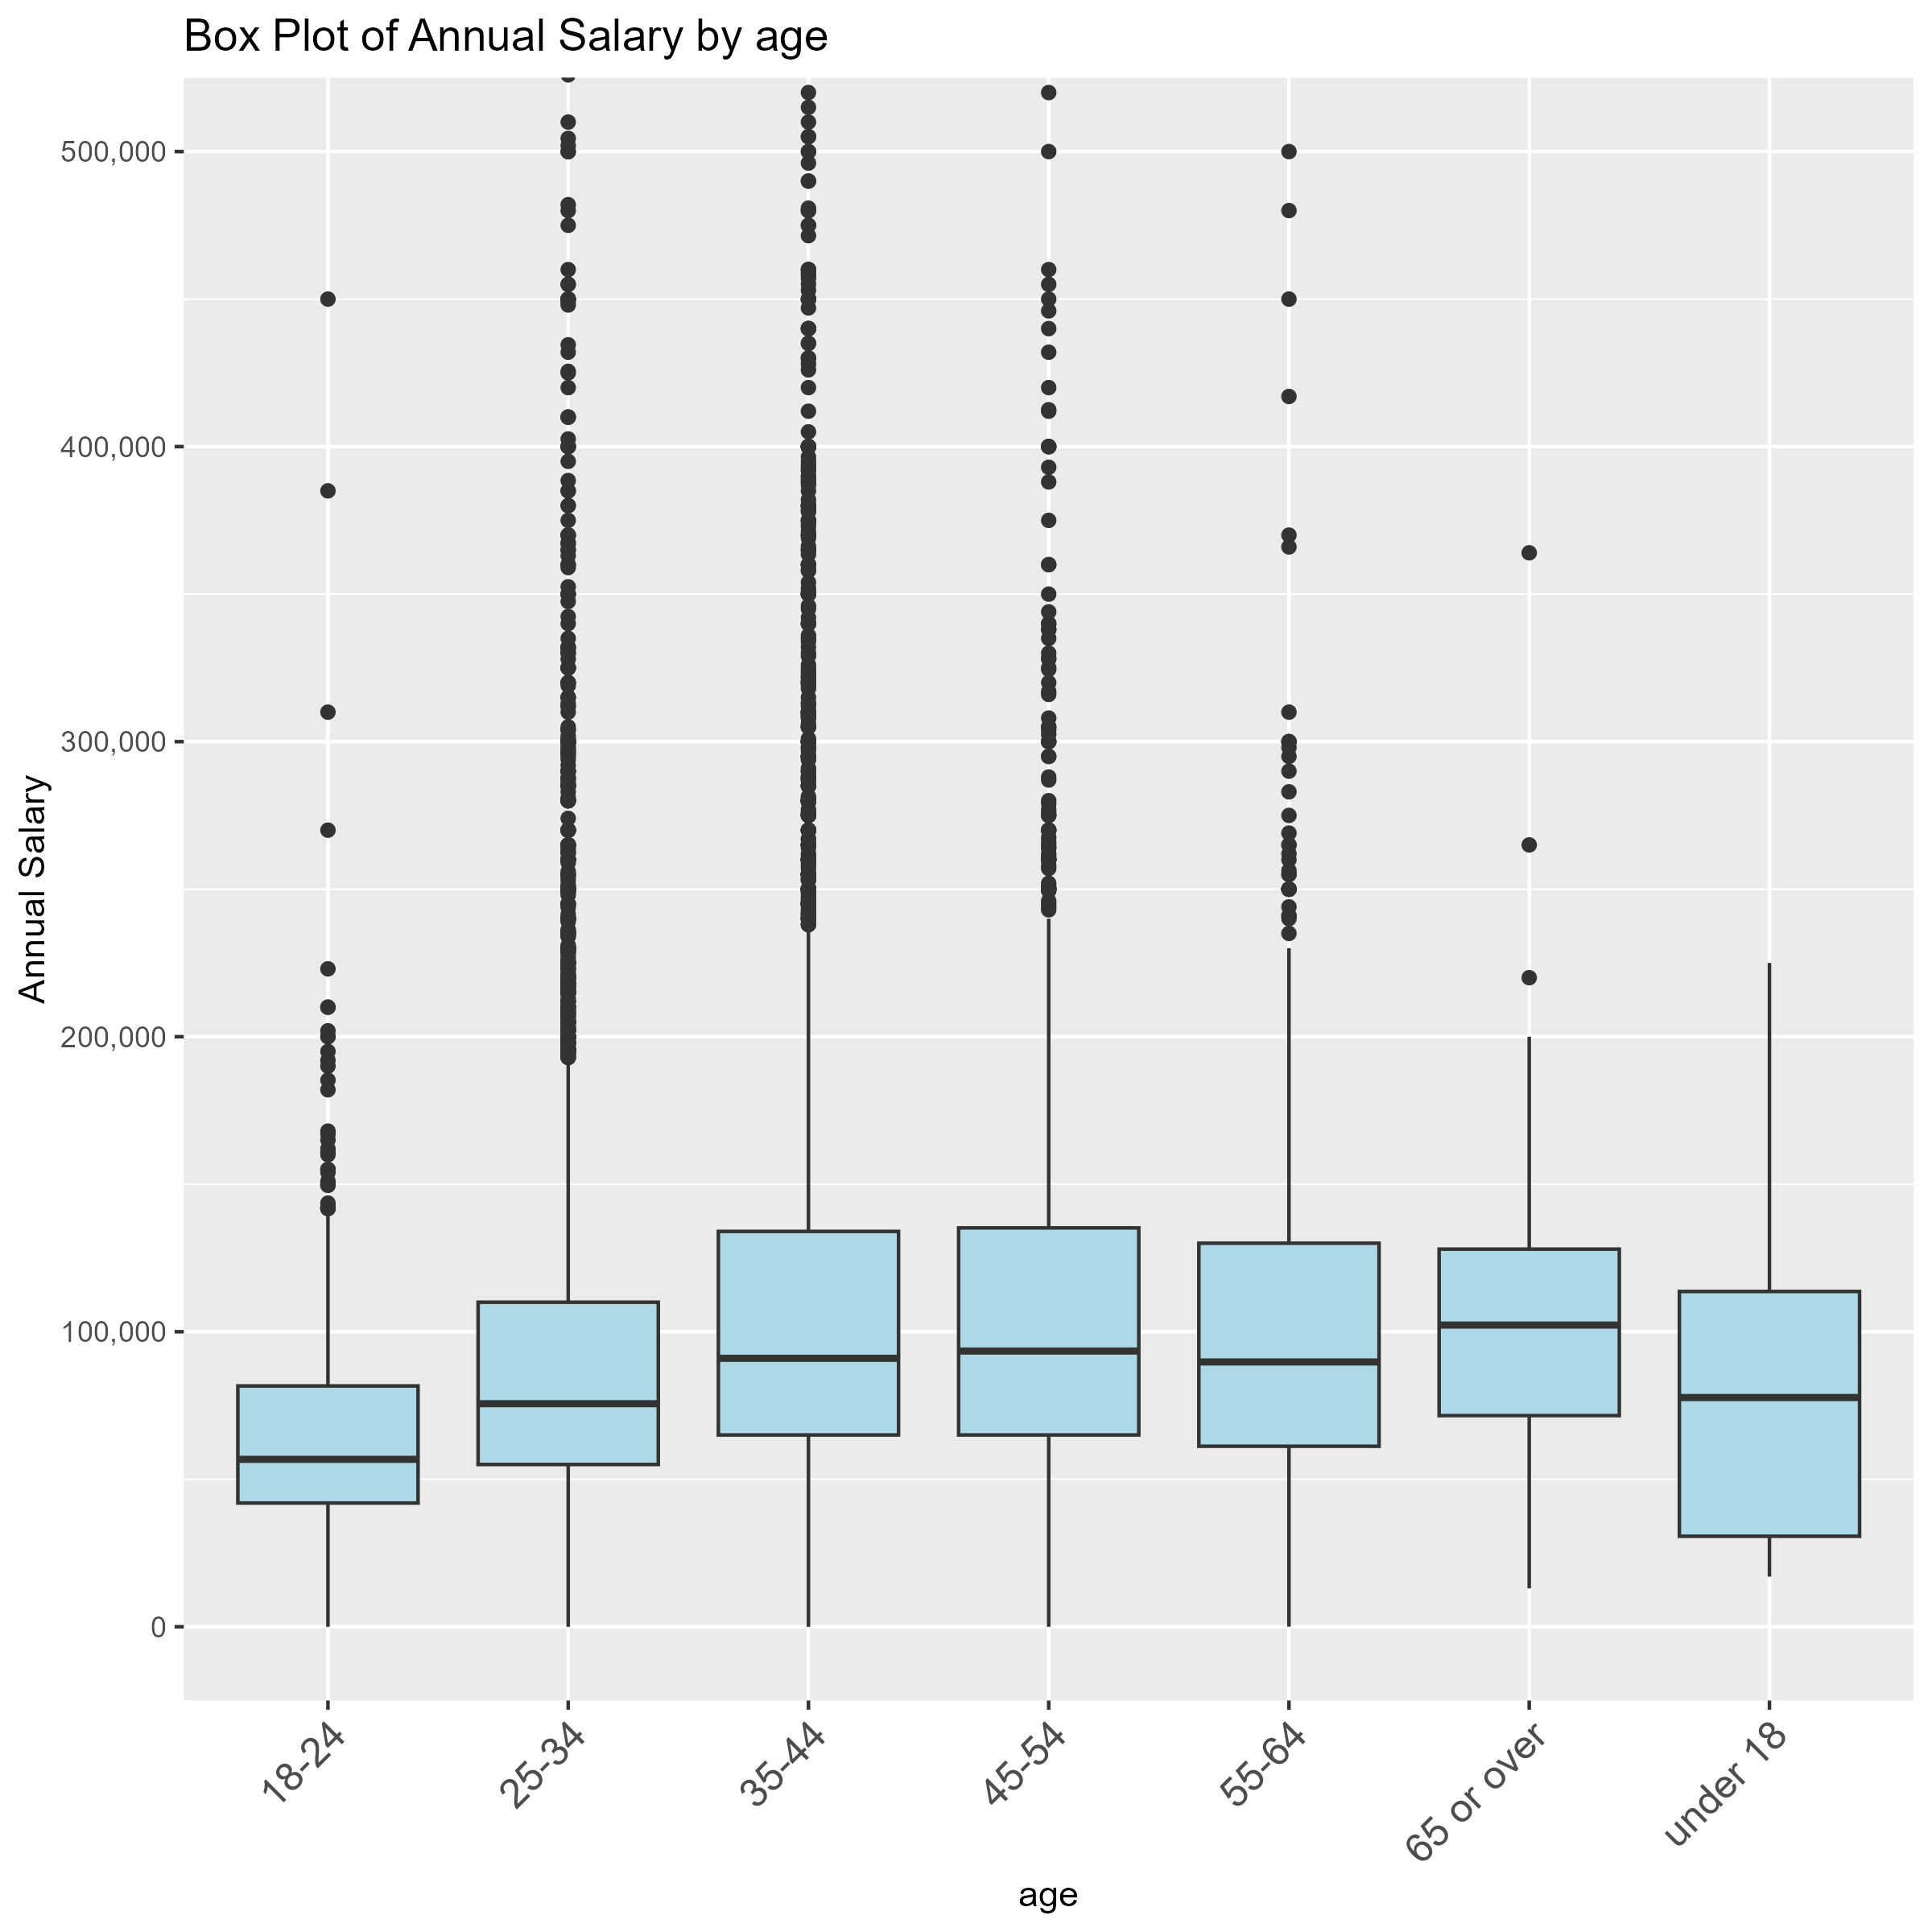 Box Plot of Annual Salary by age
Annual Salary
500,000
400,000
300,000
200,000
100,000
0
18-24
25-34
35-44
45-54
55-64
65 or over
under 18
age